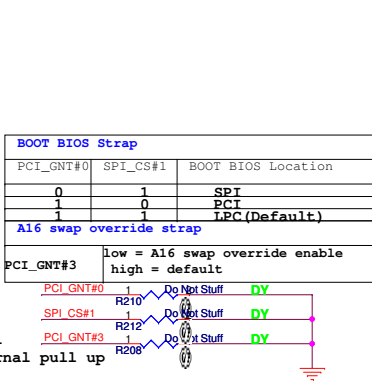 BOOT BIOS Strap
PCI_GNT#0 SPI_CS#1 BOOT BIOS Location
0 1 SPI
1 0 PCI
1 1 LPC(Default)
A16 swap override strap
PCI_GNT#3 low = A16 swap override enable
high = default
PCI_GNT#0 1 Do Not Stuff DY
R210
SPI_CS#1 1 Do Not Stuff DY
R212
PCI_GNT#3 1 Do Not Stuff DY
R208
rnal pull up